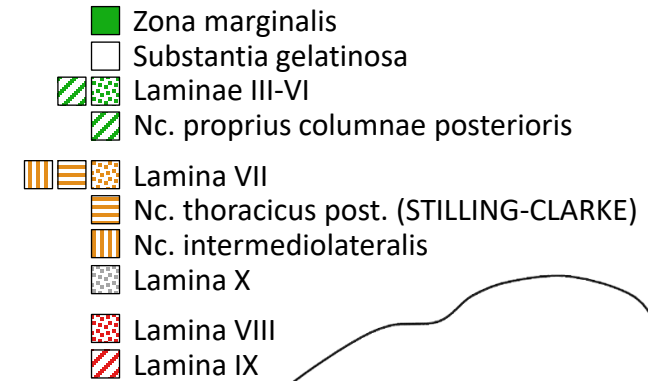 Zona marginalis
Substantia gelatinosa
Laminae III-VI
Nc. proprius columnae posterioris
Lamina VII
Nc. thoracicus post. (STILLING-CLARKE)
Nc. intermediolateralis
Lamina X
Lamina VIII
Lamina IX